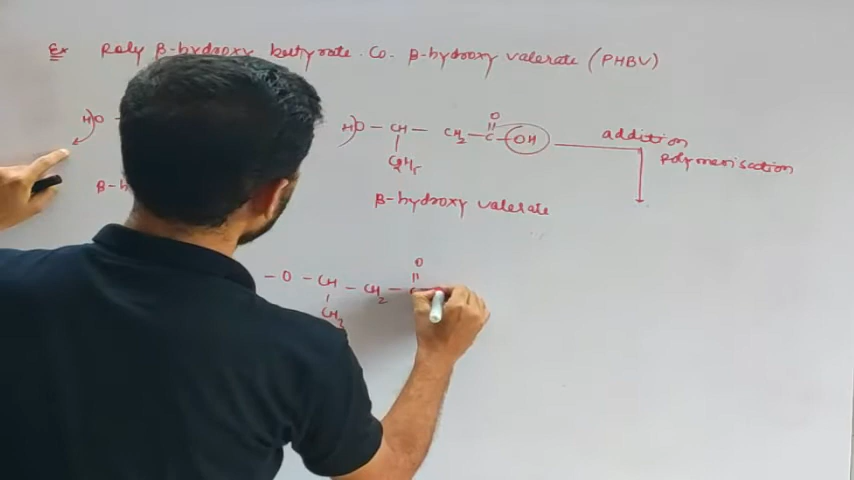 Ex Poly β-hydroxy butyrate. Co. β-hydroxy valerate (PHBV)
HO
HO - CH - CH2 - C - OH
O
C2H5
addition
polymerisation
β-h
β-hydroxy valerate
O
- O - CH - CH2 - C
CH3